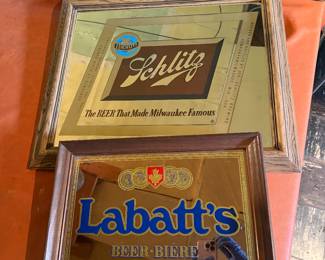 Schlitz
The BEER That Made Milwaukee Famous
Labatt's
BEER-BIERE